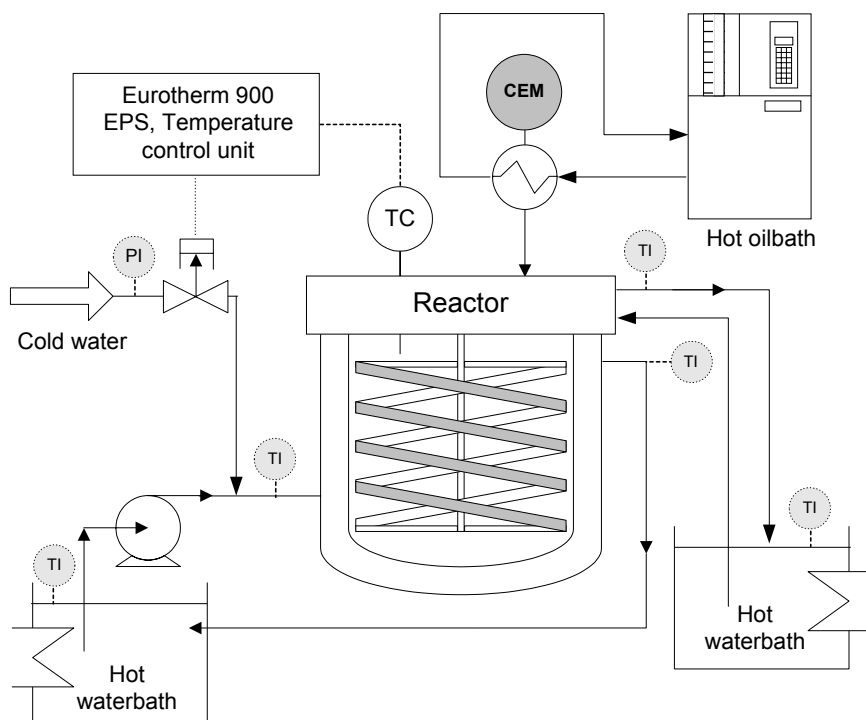 Eurotherm 900
EPS, Temperature
control unit
CEM
TC
Hot oilbath
PI
TI
Reactor
Cold water
TI
TI
TI
TI
Hot
waterbath
Hot
waterbath